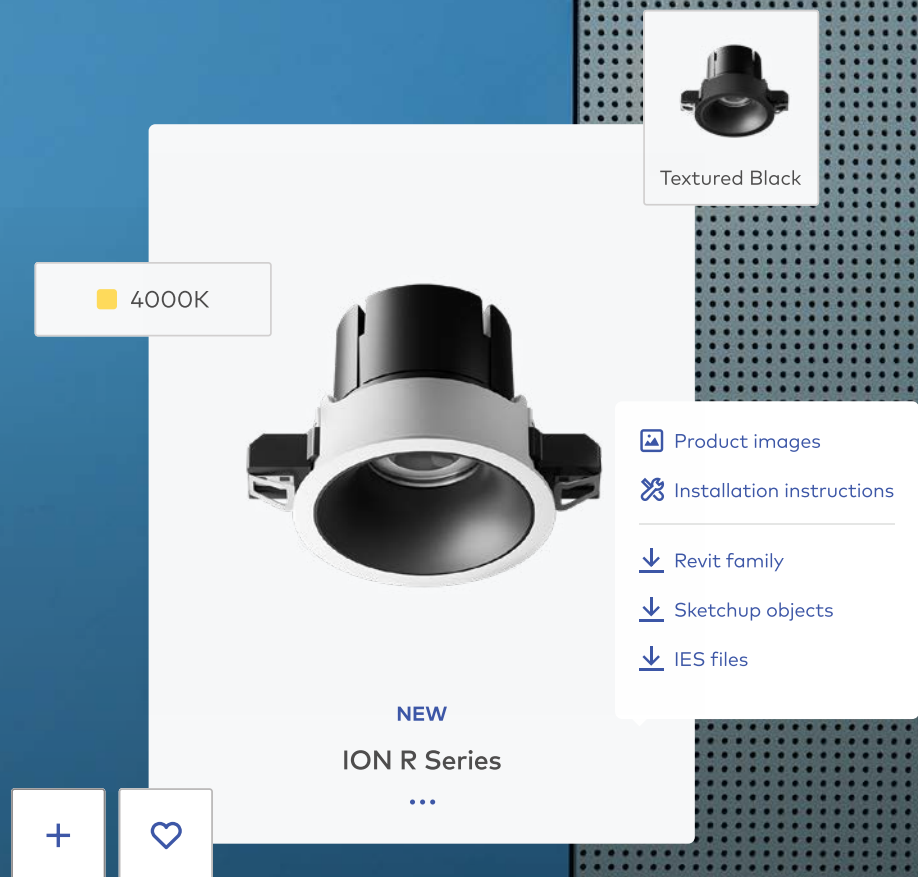 Textured Black
4000K
Product images
Installation instructions
Revit family
Sketchup objects
IES files
NEW
ION R Series